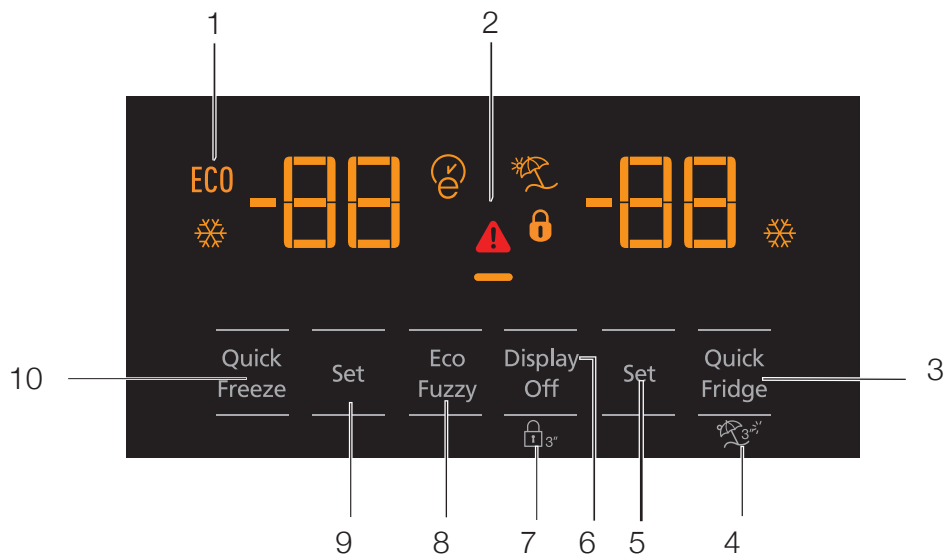 1
2
ECO
-88
e
-88
Quick Freeze
Set
Eco Fuzzy
Display Off
Set
Quick Fridge
10
3
3"
3"
9
8
7
6
5
4